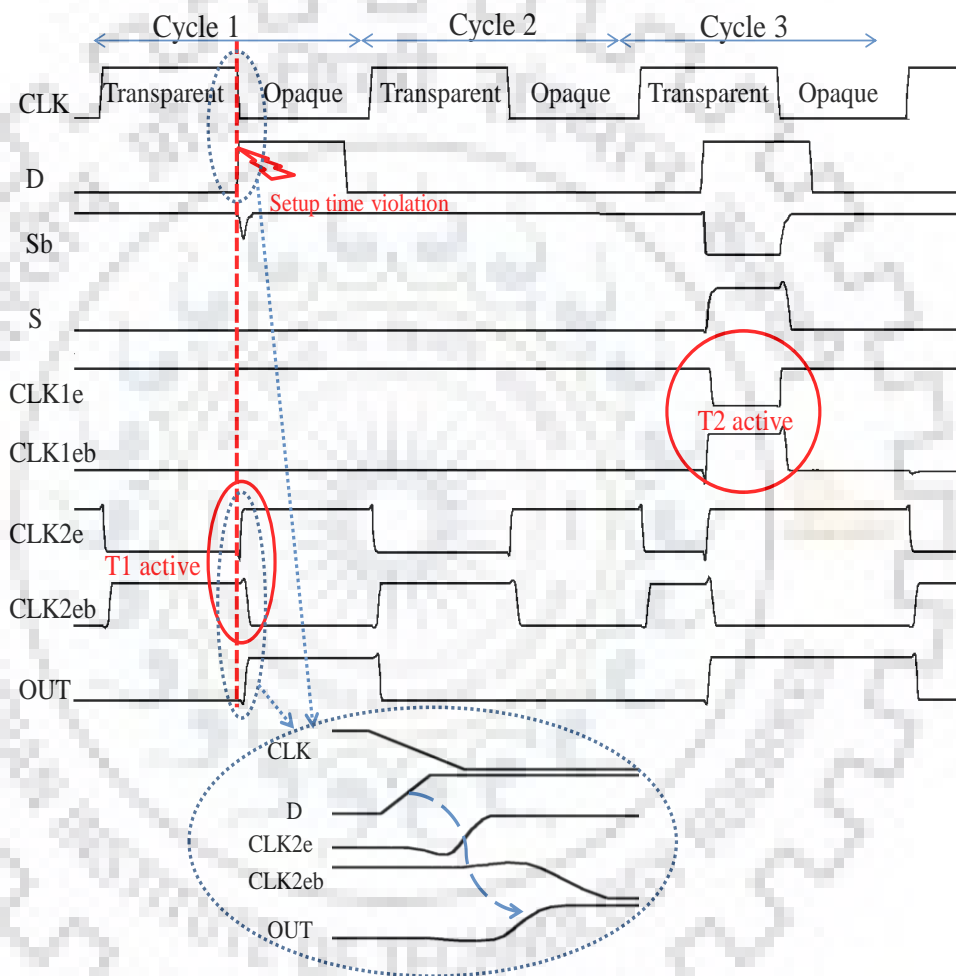 Cycle 1 Cycle 2 Cycle 3
CLK Transparent Opaque Transparent Opaque Transparent Opaque
D
Setup time violation
Sb
S
CLK1e
T2 active
CLK1eb
CLK2e
T1 active
CLK2eb
OUT
CLK
D
CLK2e
CLK2eb
OUT